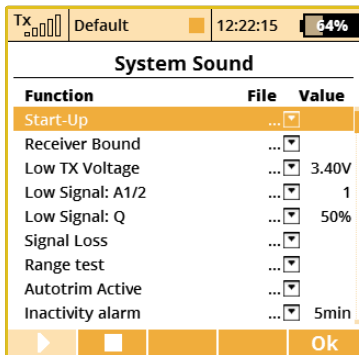 Tx Default 12:22:15 64%
System Sound
Function File Value
Start-Up ...
Receiver Bound ...
Low TX Voltage ... 3.40V
Low Signal: A1/2 ... 1
Low Signal: Q ... 50%
Signal Loss ...
Range test ...
Autotrim Active ...
Inactivity alarm ... 5min
Ok